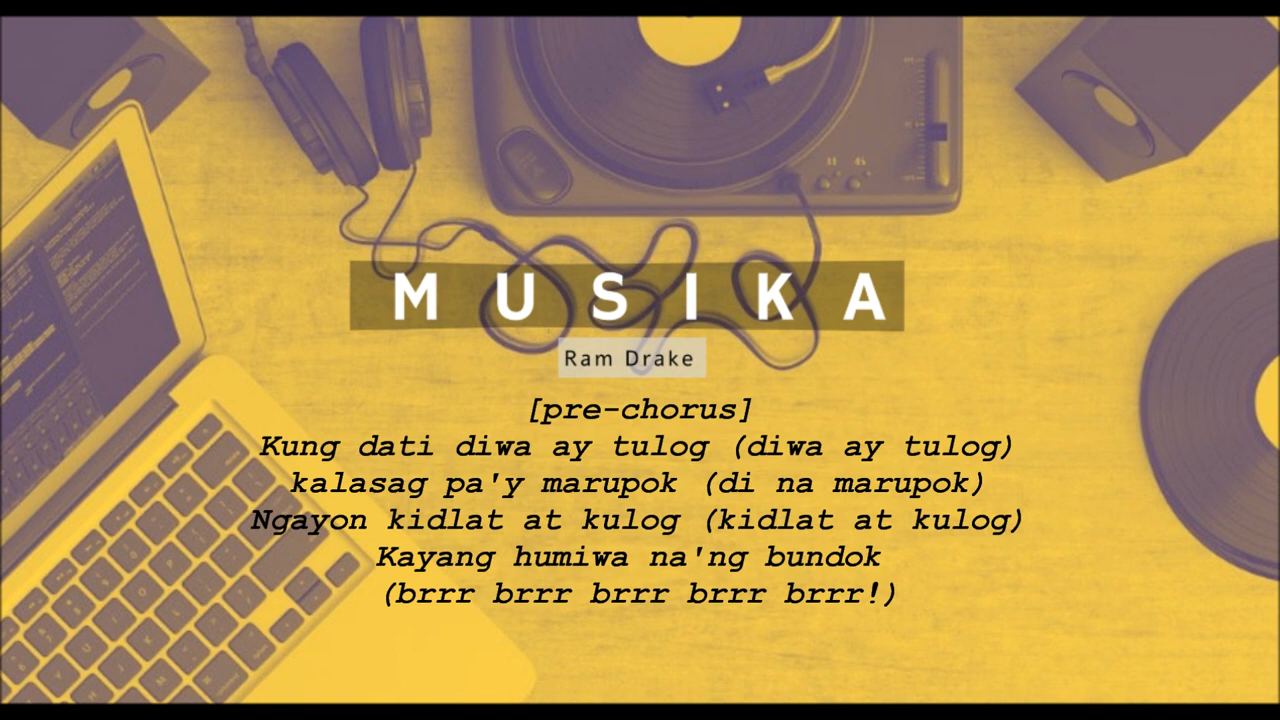 M U S I K A
Ram Drake
[pre-chorus]
Kung dati diwa ay tulog (diwa ay tulog)
kalasag pa'y marupok (di na marupok)
Ngayon kidlat at kulog (kidlat at kulog)
Kayang humiwa na'ng bundok
(brrr brrr brrr brrr brrr!)